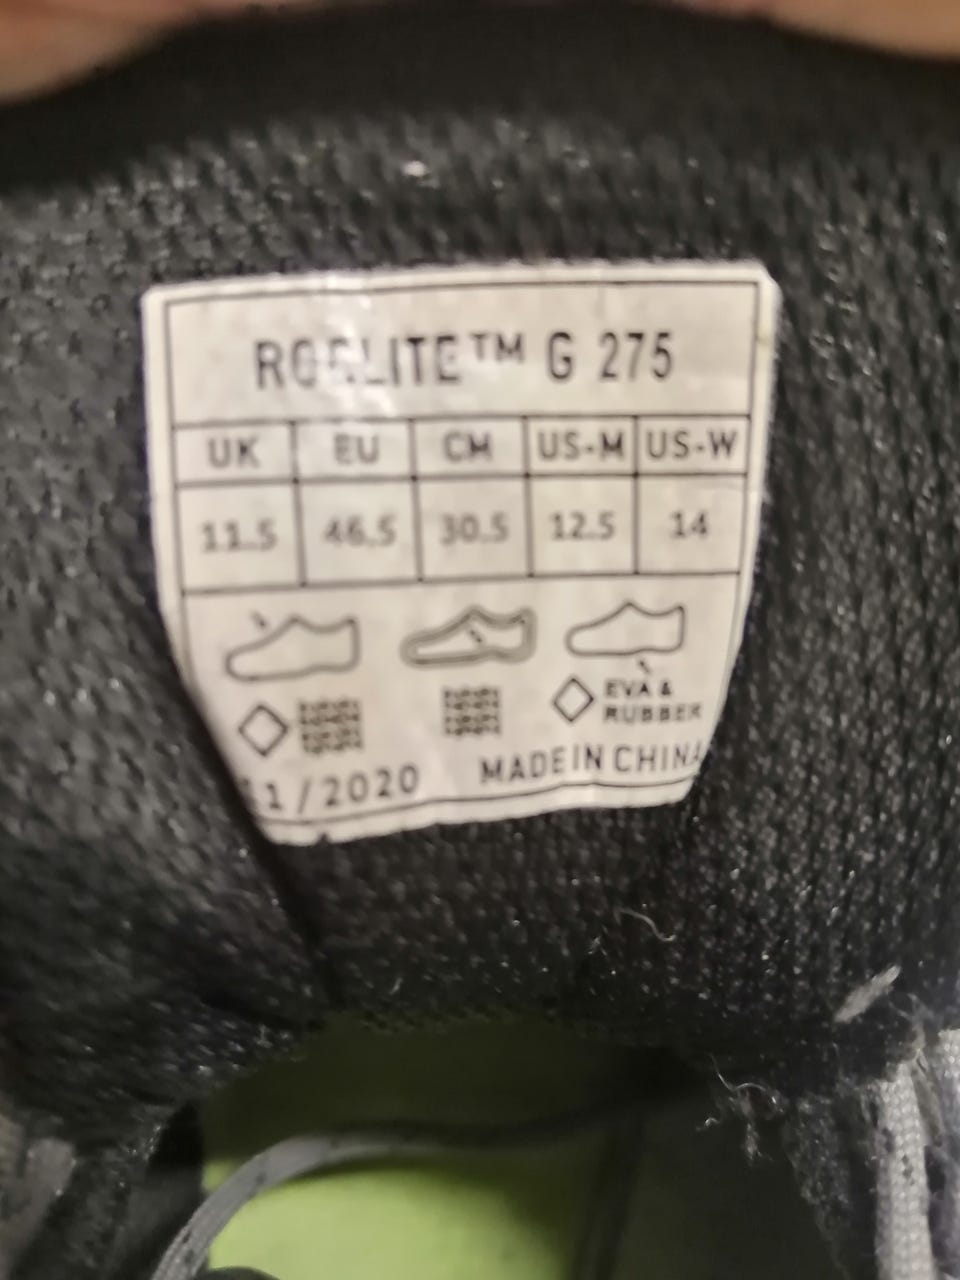 ROCLITE™ G 275
UK EU CM US-M US-W
11.5 46.5 30.5 12.5 14
EVA &
RUBBER
11/2020 MADE IN CHINA